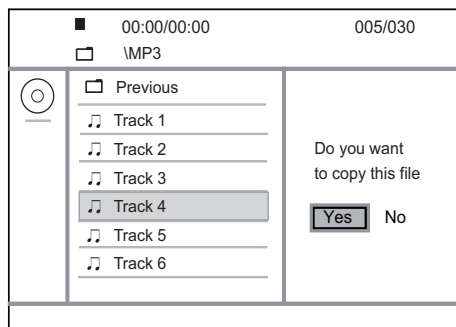 00:00/00:00 005/030
\MP3
Previous
Track 1
Track 2
Track 3
Track 4
Track 5
Track 6
Do you want
to copy this file
Yes No